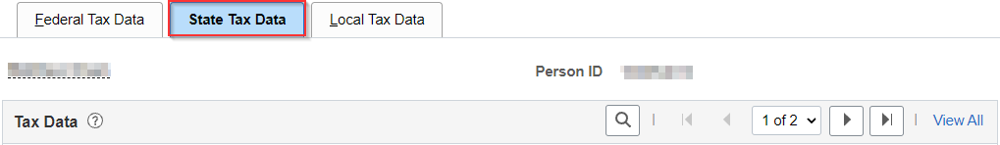 Federal Tax Data State Tax Data Local Tax Data
Person ID
Tax Data ? 1 of 2 View All